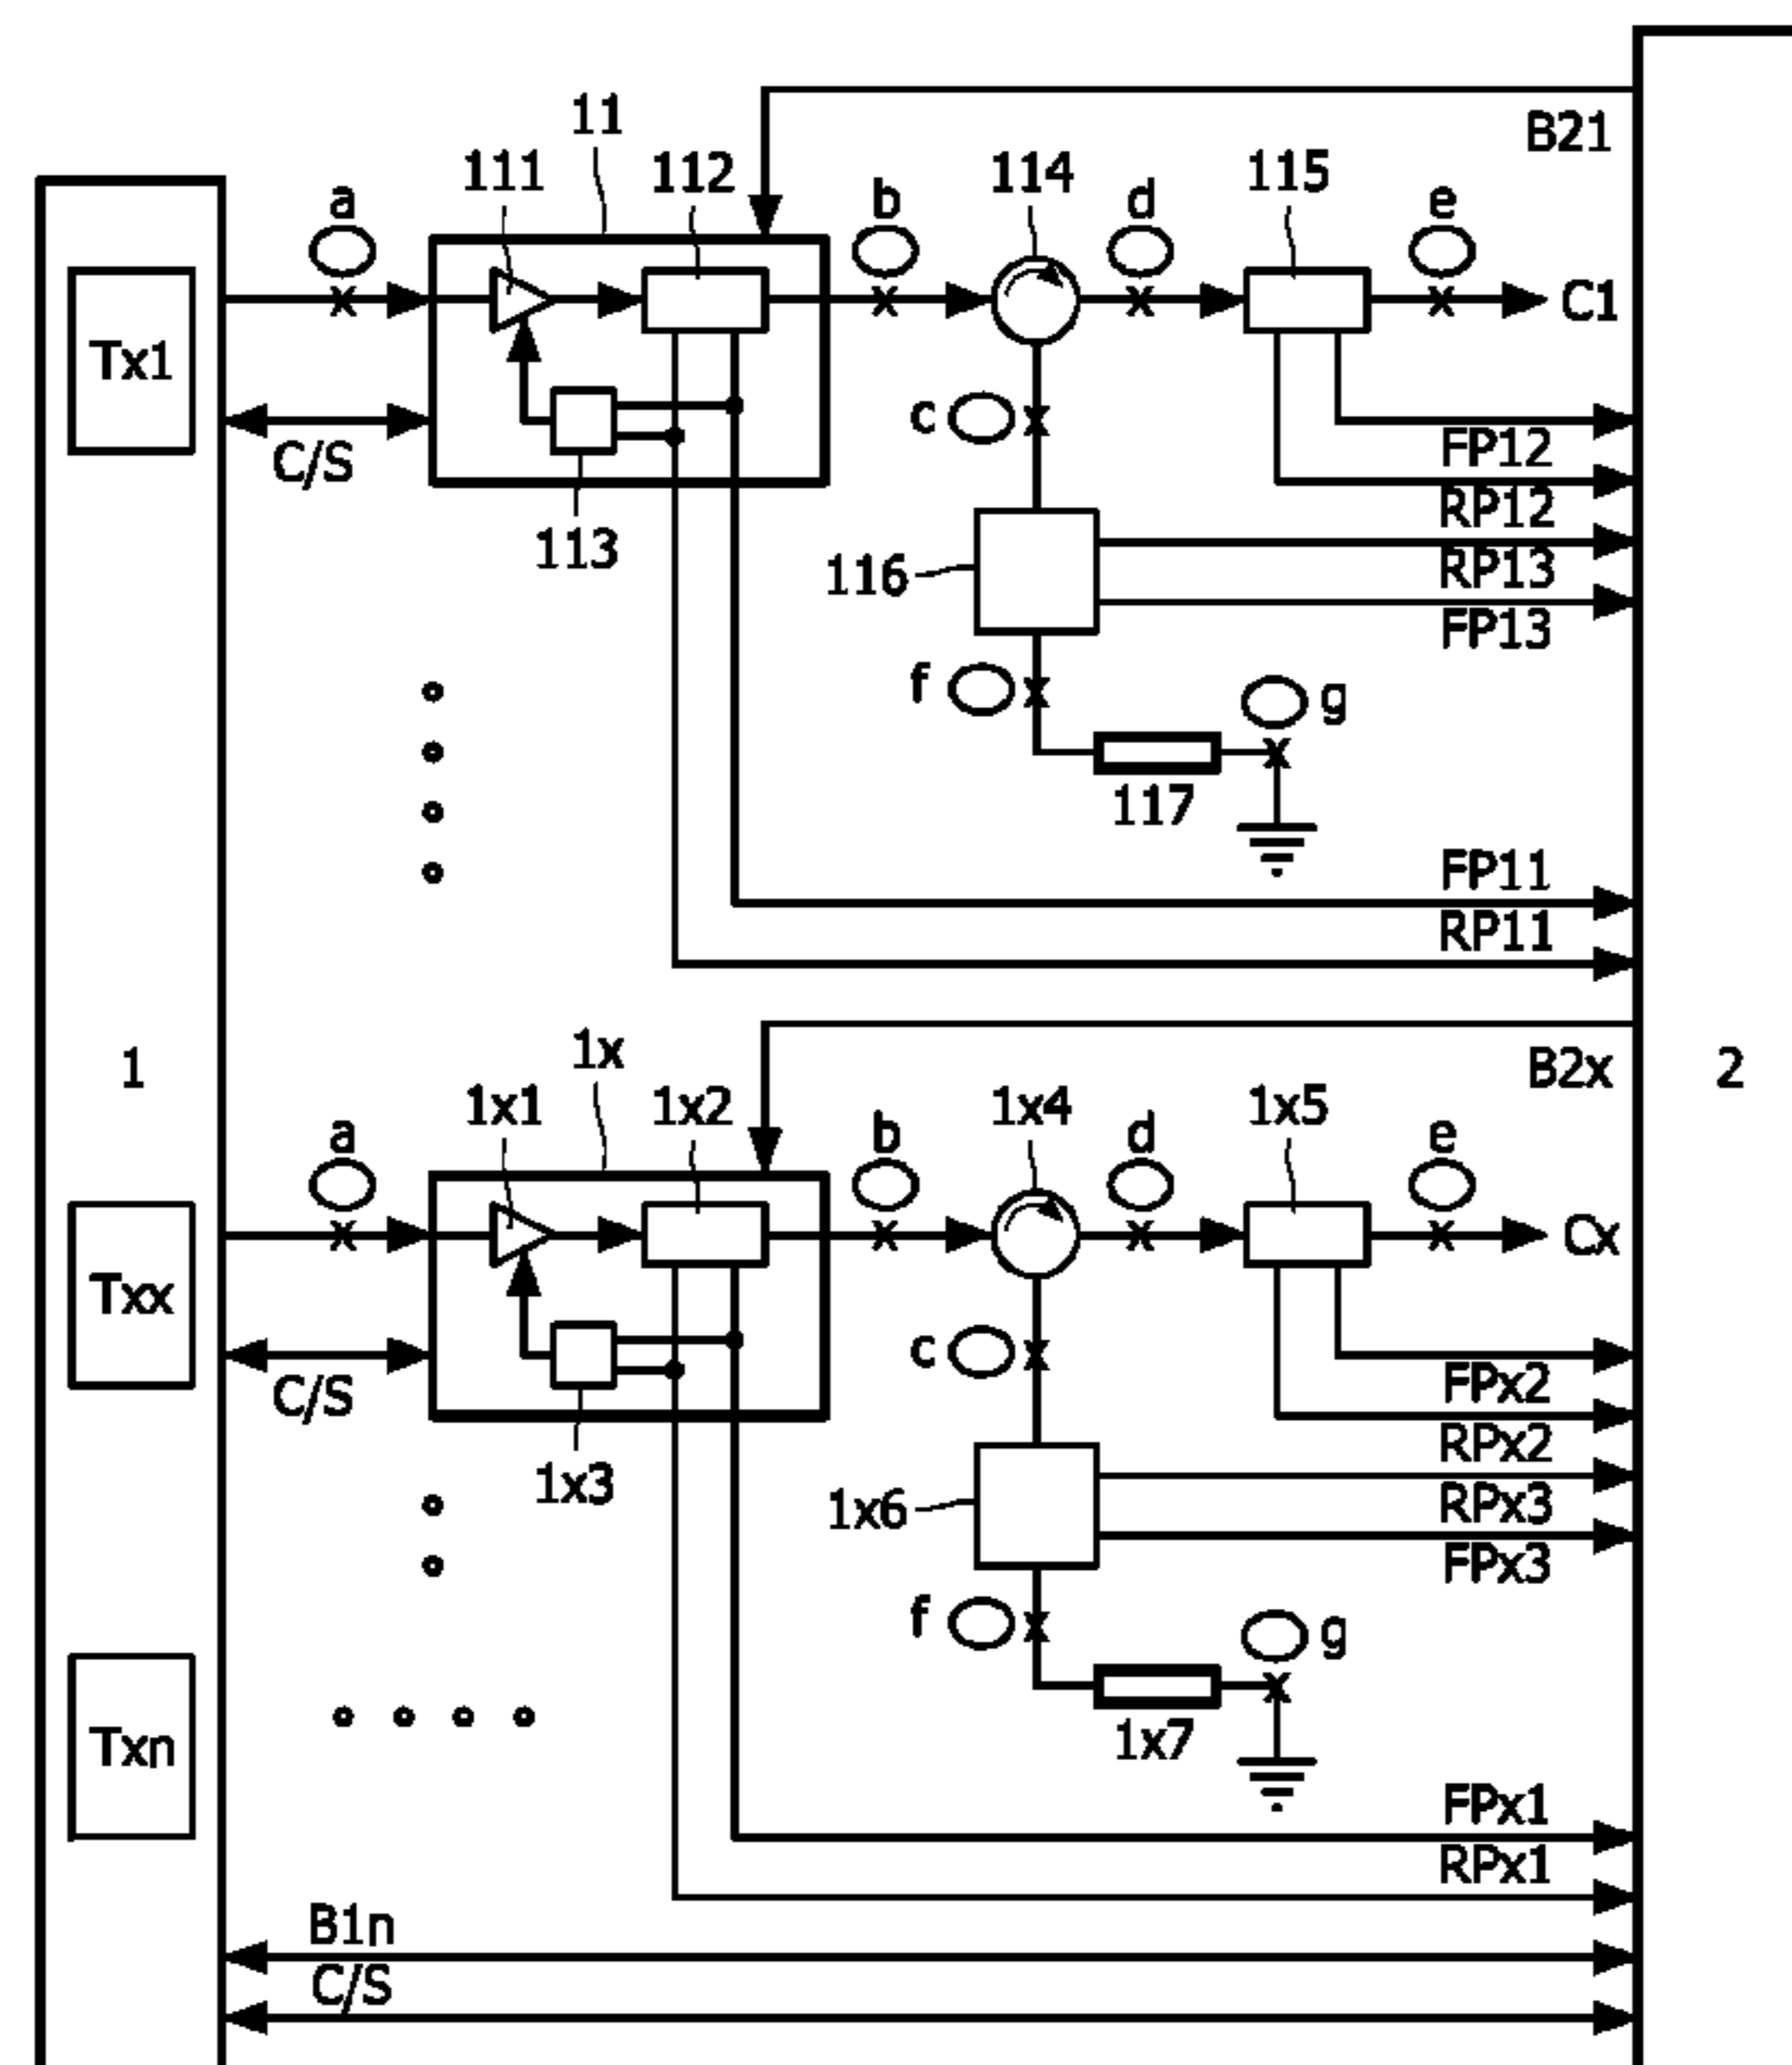 B21
11
111
112
a
b
114
d
115
e
Tx1
C1
C/S
c
FP12
RP12
113
116
RP13
FP13
f
g
117
FP11
RP11
1
1x
B2x
2
1x1
1x2
a
b
1x4
d
1x5
e
Txx
Cx
C/S
c
FPx2
RPx2
1x3
1x6
RPx3
FPx3
f
g
Txn
1x7
FPx1
RPx1
B1n
C/S